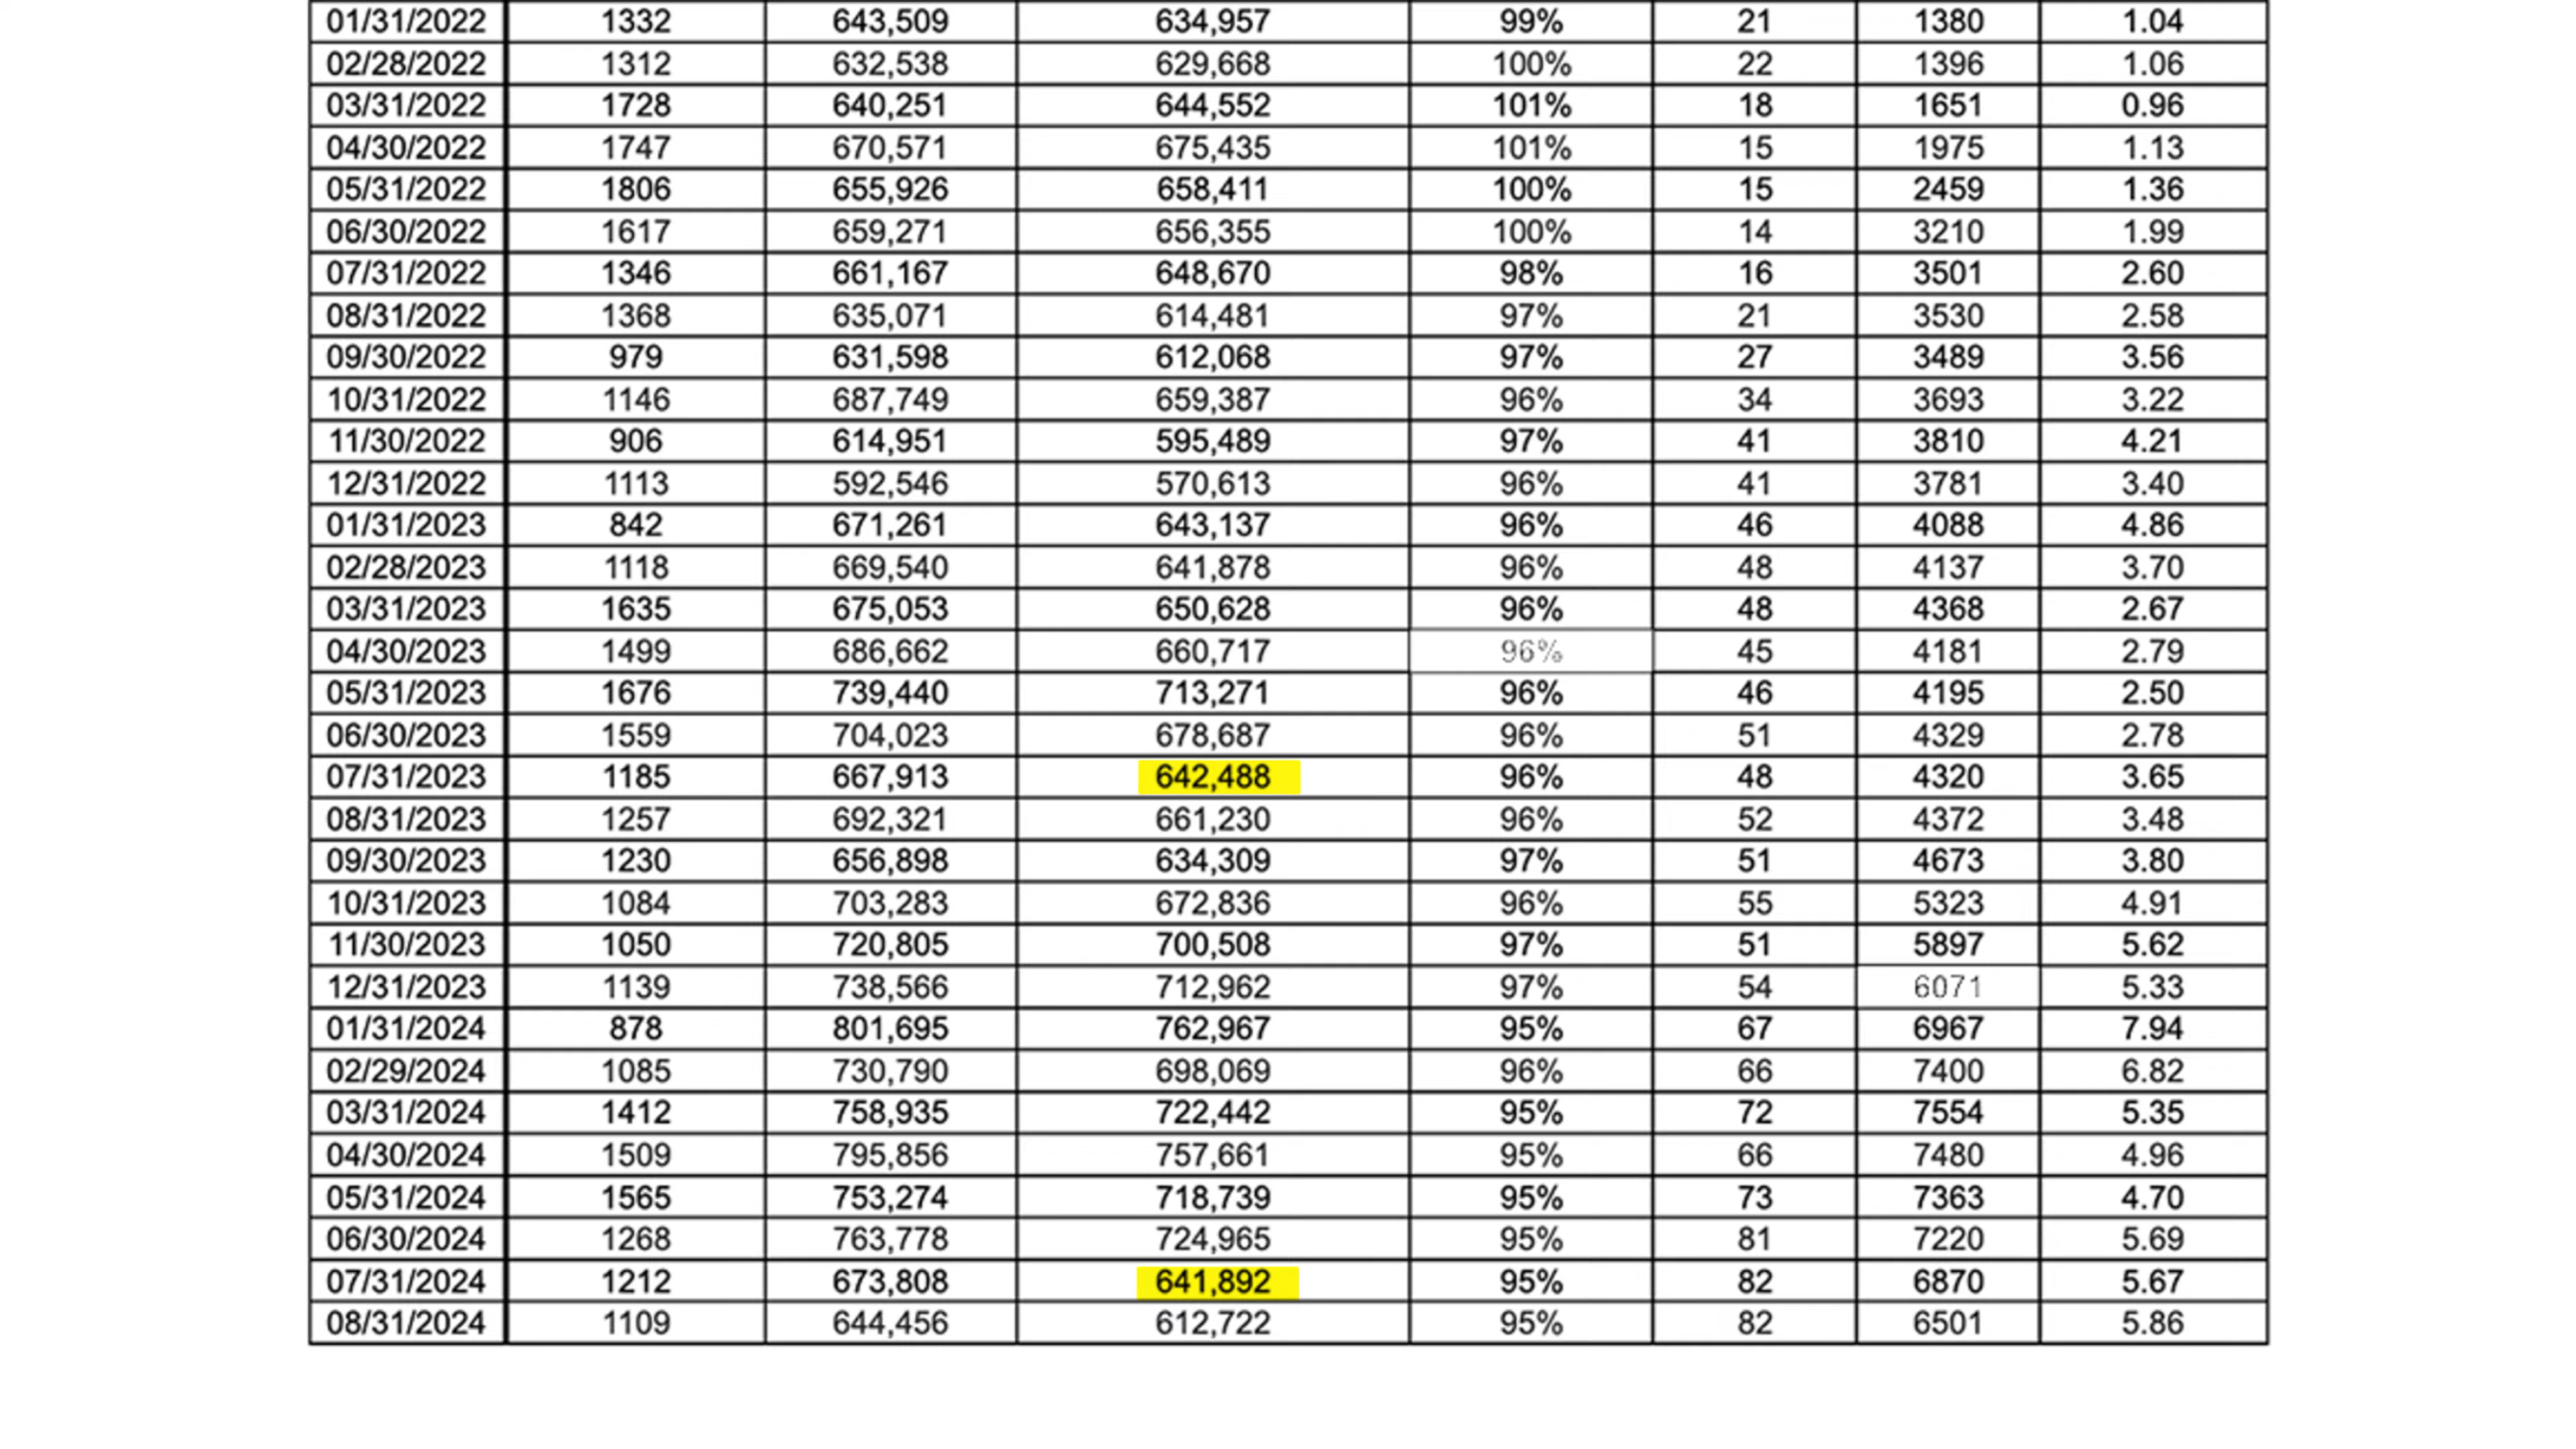 01/31/2022 1332 643,509 634,957 99% 21 1380 1.04
02/28/2022 1312 632,538 629,668 100% 22 1396 1.06
03/31/2022 1728 640,251 644,552 101% 18 1651 0.96
04/30/2022 1747 670,571 675,435 101% 15 1975 1.13
05/31/2022 1806 655,926 658,411 100% 15 2459 1.36
06/30/2022 1617 659,271 656,355 100% 14 3210 1.99
07/31/2022 1346 661,167 648,670 98% 16 3501 2.60
08/31/2022 1368 635,071 614,481 97% 21 3530 2.58
09/30/2022 979 631,598 612,068 97% 27 3489 3.56
10/31/2022 1146 687,749 659,387 96% 34 3693 3.22
11/30/2022 906 614,951 595,489 97% 41 3810 4.21
12/31/2022 1113 592,546 570,613 96% 41 3781 3.40
01/31/2023 842 671,261 643,137 96% 46 4088 4.86
02/28/2023 1118 669,540 641,878 96% 48 4137 3.70
03/31/2023 1635 675,053 650,628 96% 48 4368 2.67
04/30/2023 1499 686,662 660,717 96% 45 4181 2.79
05/31/2023 1676 739,440 713,271 96% 46 4195 2.50
06/30/2023 1559 704,023 678,687 96% 51 4329 2.78
07/31/2023 1185 667,913 642,488 96% 48 4320 3.65
08/31/2023 1257 692,321 661,230 96% 52 4372 3.48
09/30/2023 1230 656,898 634,309 97% 51 4673 3.80
10/31/2023 1084 703,283 672,836 96% 55 5323 4.91
11/30/2023 1050 720,805 700,508 97% 51 5897 5.62
12/31/2023 1139 738,566 712,962 97% 54 6071 5.33
01/31/2024 878 801,695 762,967 95% 67 6967 7.94
02/29/2024 1085 730,790 698,069 96% 66 7400 6.82
03/31/2024 1412 758,935 722,442 95% 72 7554 5.35
04/30/2024 1509 795,856 757,661 95% 66 7480 4.96
05/31/2024 1565 753,274 718,739 95% 73 7363 4.70
06/30/2024 1268 763,778 724,965 95% 81 7220 5.69
07/31/2024 1212 673,808 641,892 95% 82 6870 5.67
08/31/2024 1109 644,456 612,722 95% 82 6501 5.86